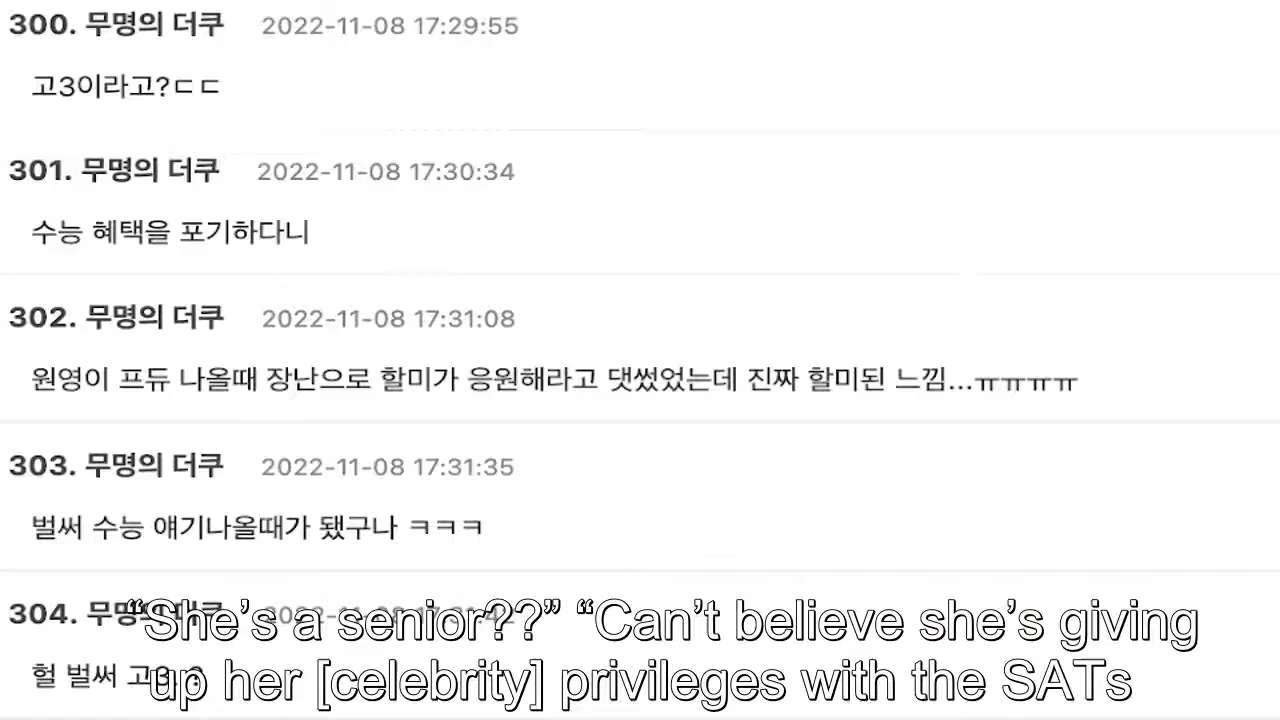 300. 무명의 더쿠 2022-11-08 17:29:55
고3이라고?ㄷㄷ
301. 무명의 더쿠 2022-11-08 17:30:34
수능 혜택을 포기하다니
302. 무명의 더쿠 2022-11-08 17:31:08
원영이 프듀 나올때 장난으로 할미가 응원해라고 댓썼었는데 진짜 할미된 느낌...ㅠㅠㅠㅠ
303. 무명의 더쿠 2022-11-08 17:31:35
벌써 수능 얘기나올때가 됐구나 ㅋㅋㅋ
304. 무명의 더쿠
“She’s a senior??” “Can’t believe she’s giving
헐 벌써
up her [celebrity] privileges with the SATs